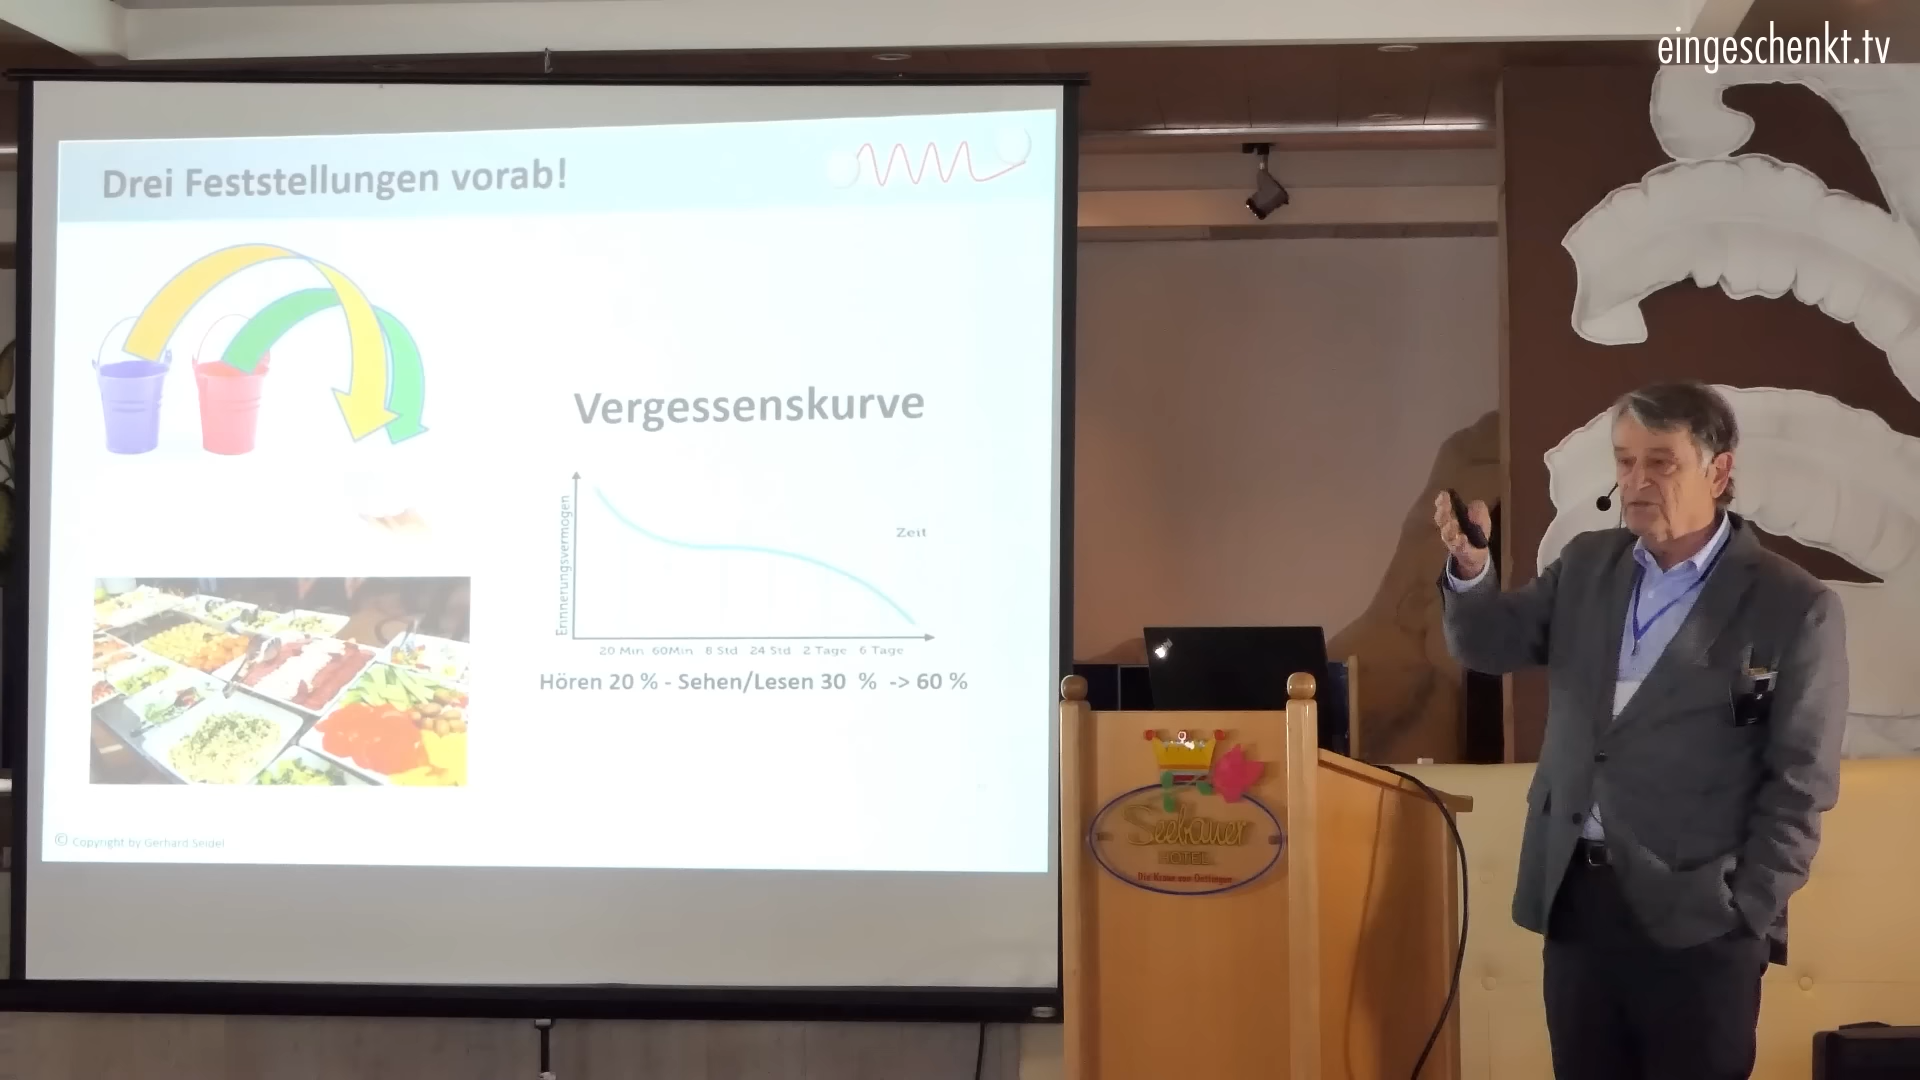 eingeschenkt.tv
Drei Feststellungen vorab!
Vergessenskurve
Erinnerungsvermögen
Zeit
20 Min 60Min 8 Std 24 Std 2 Tage 6 Tage
Hören 20 % - Sehen/Lesen 30 % -> 60 %
© Copyright by Gerhard Seidel
Seebauer
HOTEL